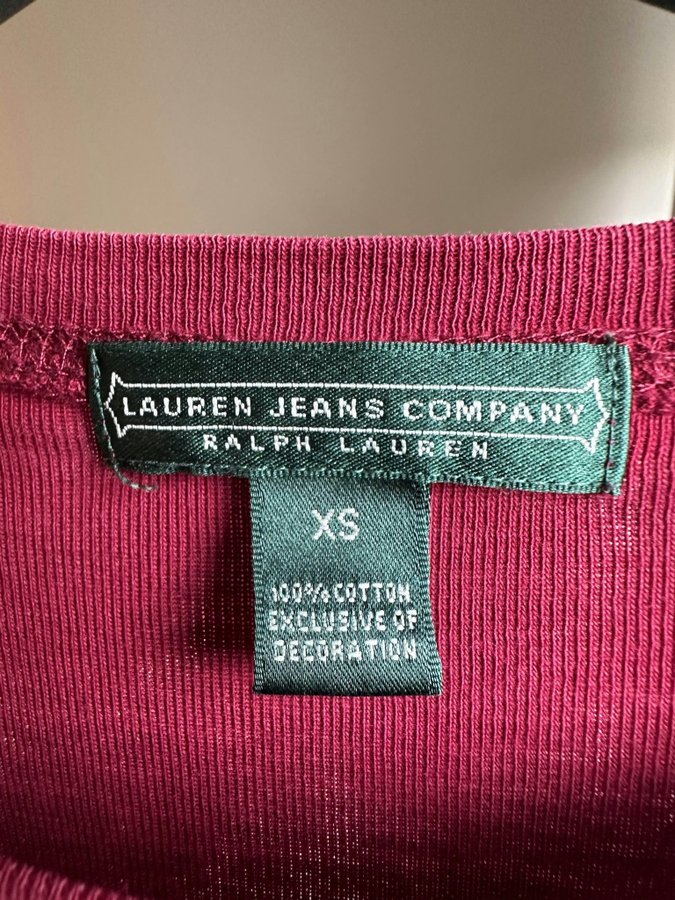 LAUREN JEANS COMPANY
RALPH LAUREN
XS
100% COTTON
EXCLUSIVE OF
DECORATION